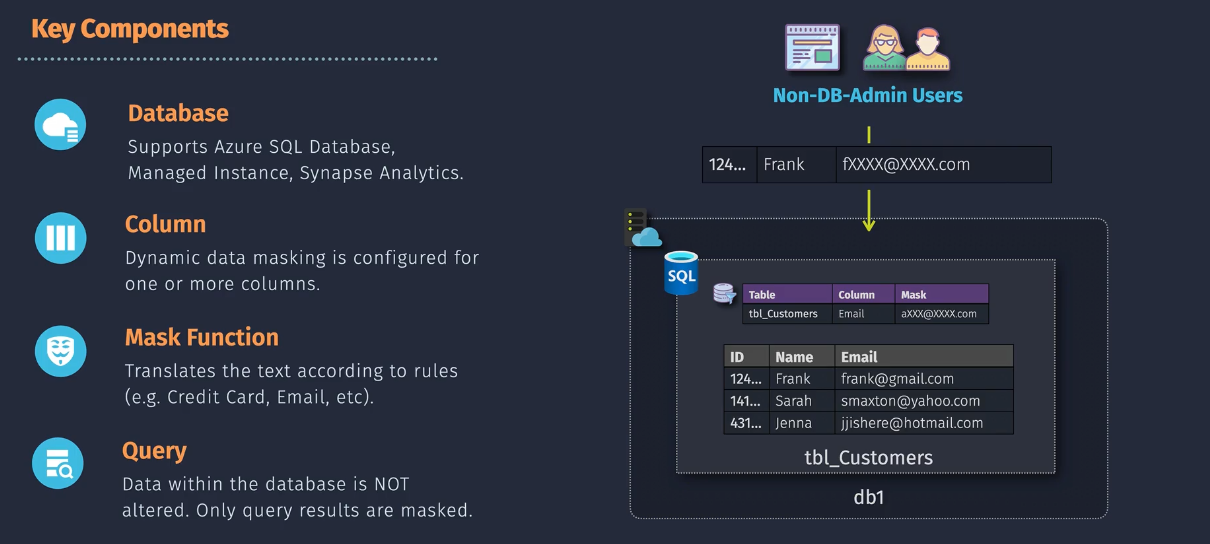 Key Components
Database
Supports Azure SQL Database,
Managed Instance, Synapse Analytics.
Column
Dynamic data masking is configured for
one or more columns.
Mask Function
Translates the text according to rules
(e.g. Credit Card, Email, etc).
Query
Data within the database is NOT
altered. Only query results are masked.
Non-DB-Admin Users
124... Frank fXXXX@XXXX.com
SQL
Table Column Mask
tbl_Customers Email aXXX@XXXX.com
ID Name Email
124... Frank frank@gmail.com
141... Sarah smaxton@yahoo.com
431... Jenna jjishere@hotmail.com
tbl_Customers
db1